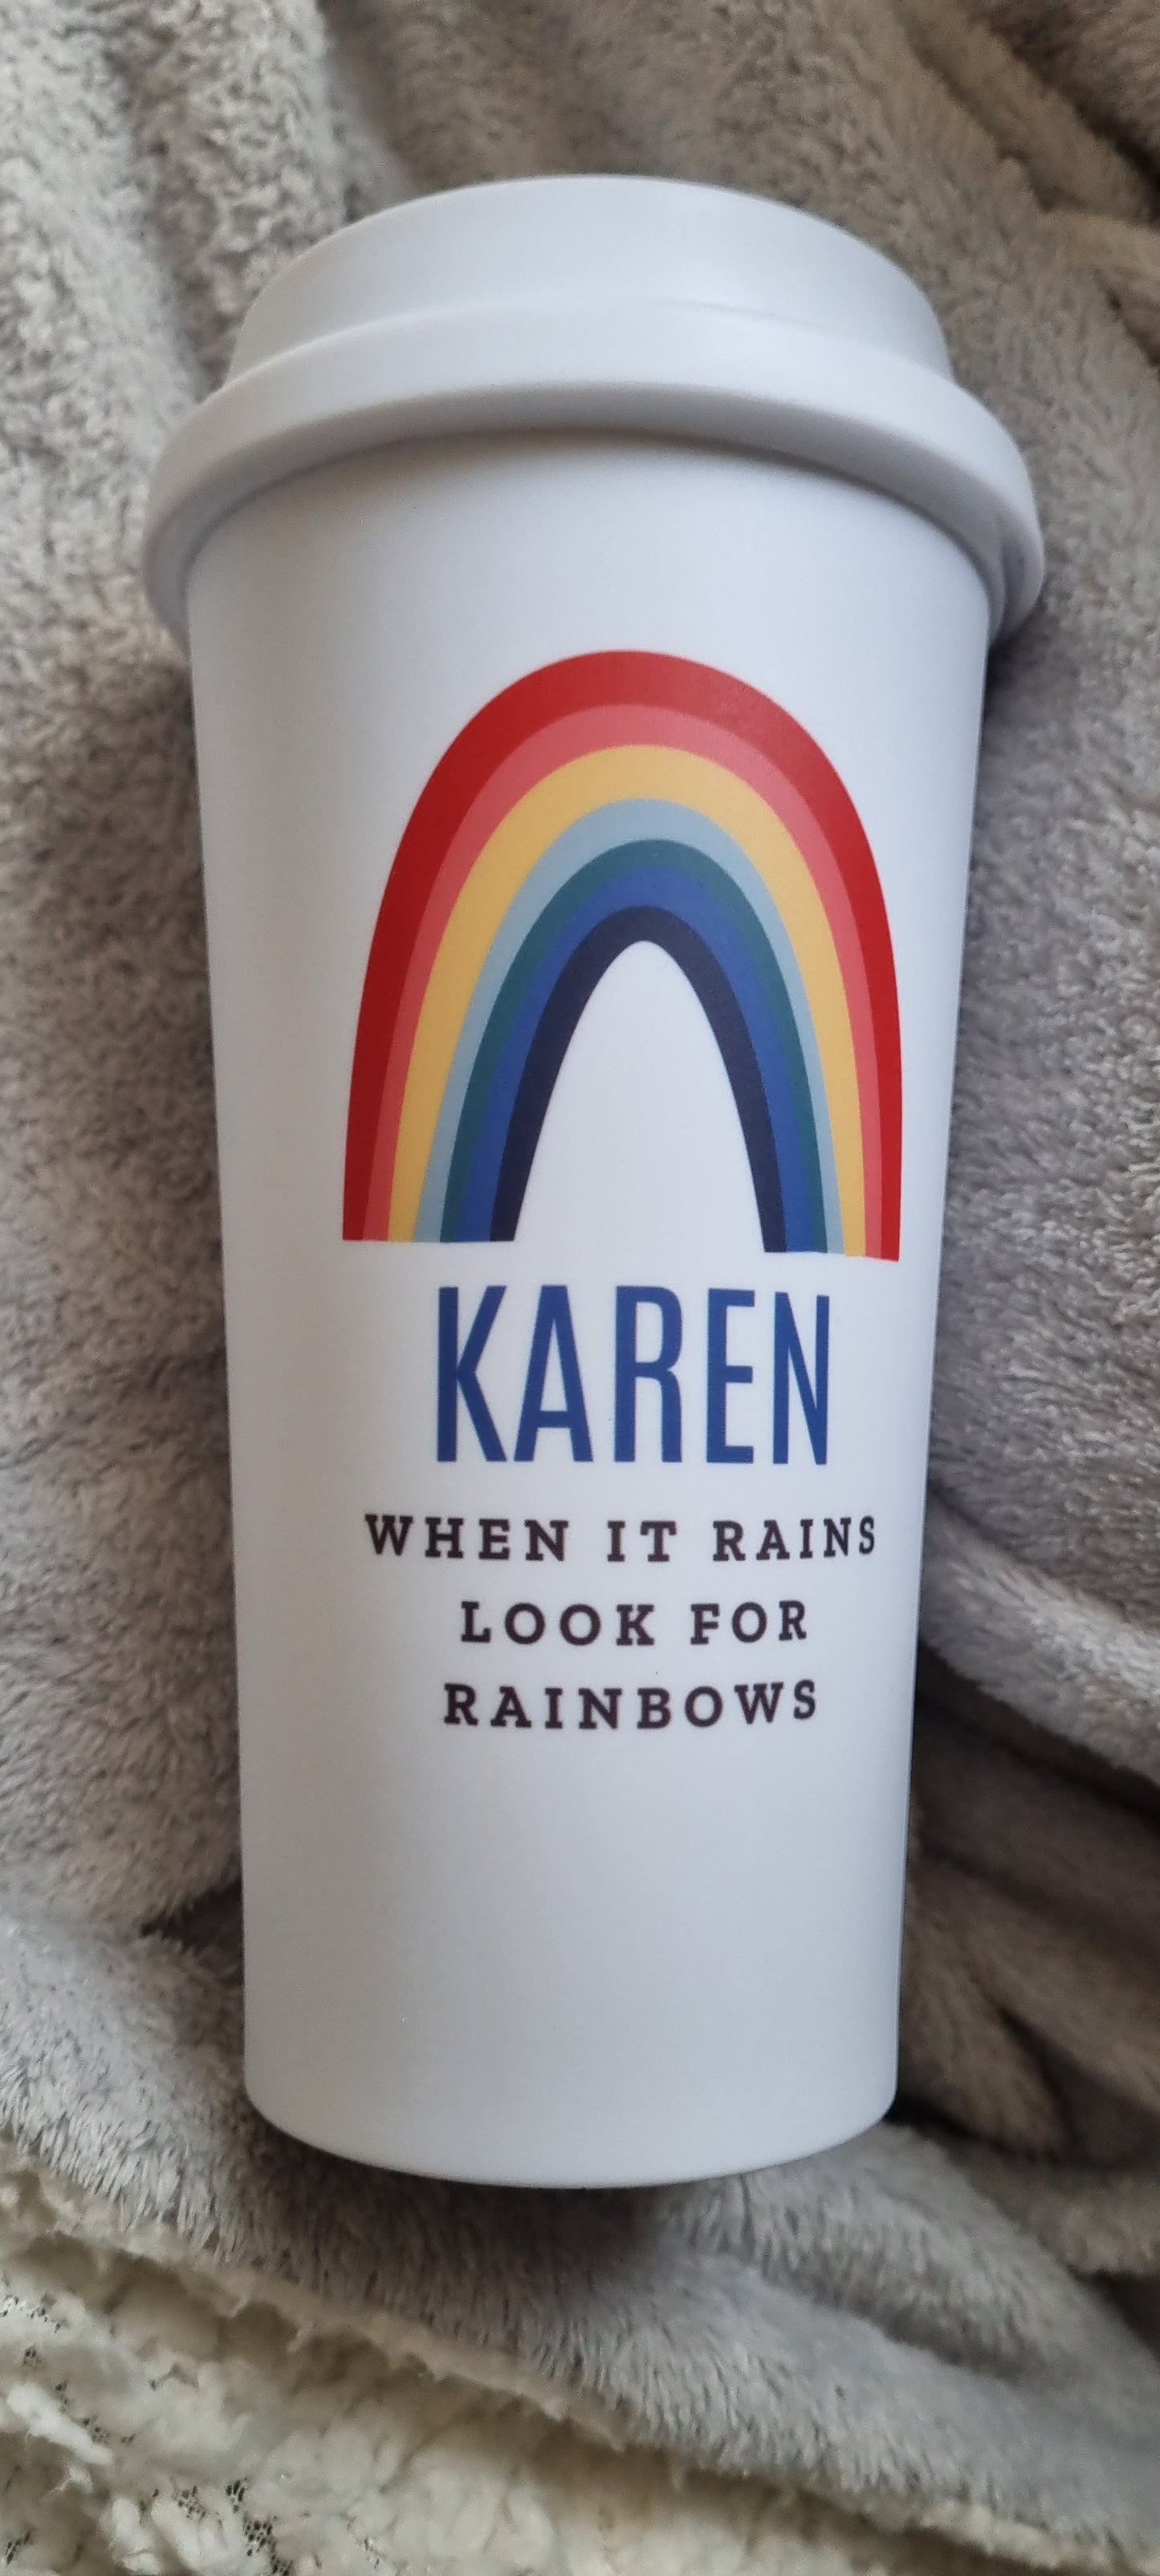 KAREN
WHEN IT RAINS
LOOK FOR
RAINBOWS